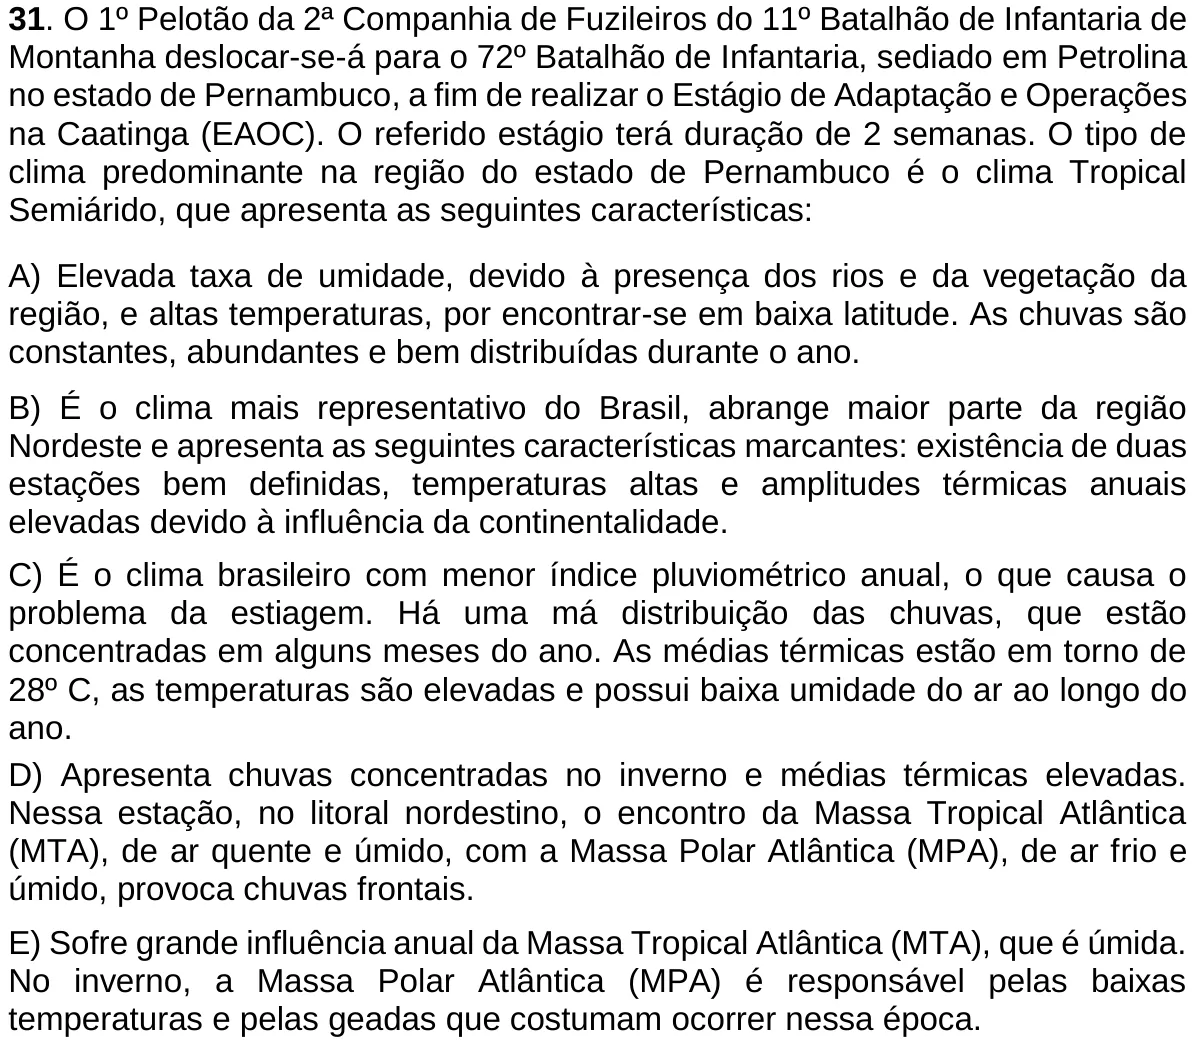 31. O 1º Pelotão da 2ª Companhia de Fuzileiros do 11º Batalhão de Infantaria de
Montanha deslocar-se-á para o 72º Batalhão de Infantaria, sediado em Petrolina
no estado de Pernambuco, a fim de realizar o Estágio de Adaptação e Operações
na Caatinga (EAOC). O referido estágio terá duração de 2 semanas. O tipo de
clima predominante na região do estado de Pernambuco é o clima Tropical
Semiárido, que apresenta as seguintes características:
A) Elevada taxa de umidade, devido à presença dos rios e da vegetação da
região, e altas temperaturas, por encontrar-se em baixa latitude. As chuvas são
constantes, abundantes e bem distribuídas durante o ano.
B) É o clima mais representativo do Brasil, abrange maior parte da região
Nordeste e apresenta as seguintes características marcantes: existência de duas
estações bem definidas, temperaturas altas e amplitudes térmicas anuais
elevadas devido à influência da continentalidade.
C) É o clima brasileiro com menor índice pluviométrico anual, o que causa o
problema da estiagem. Há uma má distribuição das chuvas, que estão
concentradas em alguns meses do ano. As médias térmicas estão em torno de
28º C, as temperaturas são elevadas e possui baixa umidade do ar ao longo do
ano.
D) Apresenta chuvas concentradas no inverno e médias térmicas elevadas.
Nessa estação, no litoral nordestino, o encontro da Massa Tropical Atlântica
(MTA), de ar quente e úmido, com a Massa Polar Atlântica (MPA), de ar frio e
úmido, provoca chuvas frontais.
E) Sofre grande influência anual da Massa Tropical Atlântica (MTA), que é úmida.
No inverno, a Massa Polar Atlântica (MPA) é responsável pelas baixas
temperaturas e pelas geadas que costumam ocorrer nessa época.